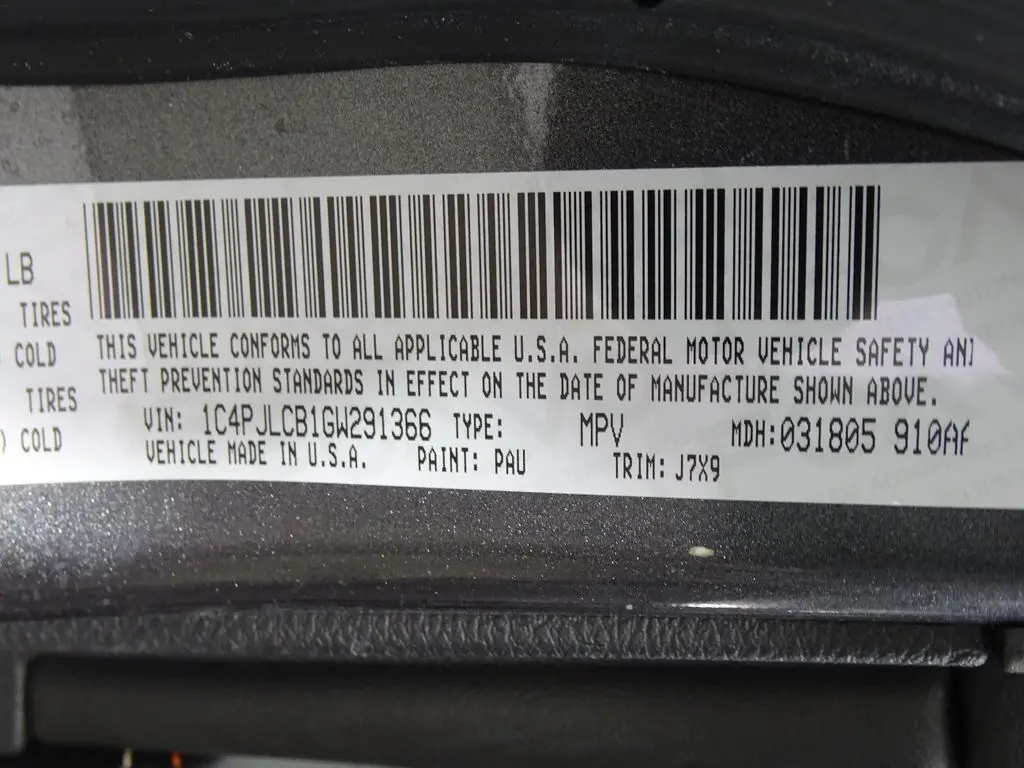 LB
TIRES
COLD
TIRES
) COLD
THIS VEHICLE CONFORMS TO ALL APPLICABLE U.S.A. FEDERAL MOTOR VEHICLE SAFETY AND
THEFT PREVENTION STANDARDS IN EFFECT ON THE DATE OF MANUFACTURE SHOWN ABOVE.
VIN: 1C4PJLCB1GW291366 TYPE: MPV MDH:031805 910AA
VEHICLE MADE IN U.S.A. PAINT: PAU TRIM: J7X9